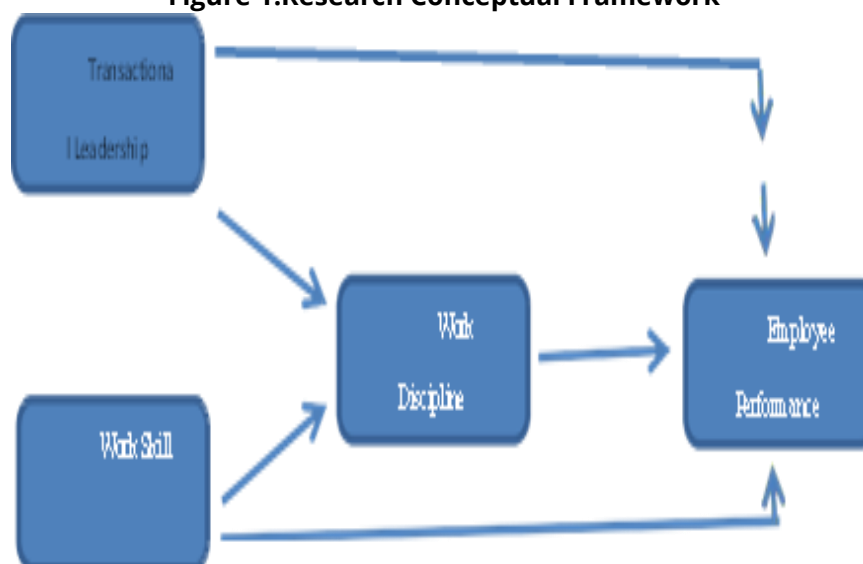 Figure 1.Research Conceptual Framework
Transactiona
l Leadership
Work
Discipline
Employee
Performance
Work Skill